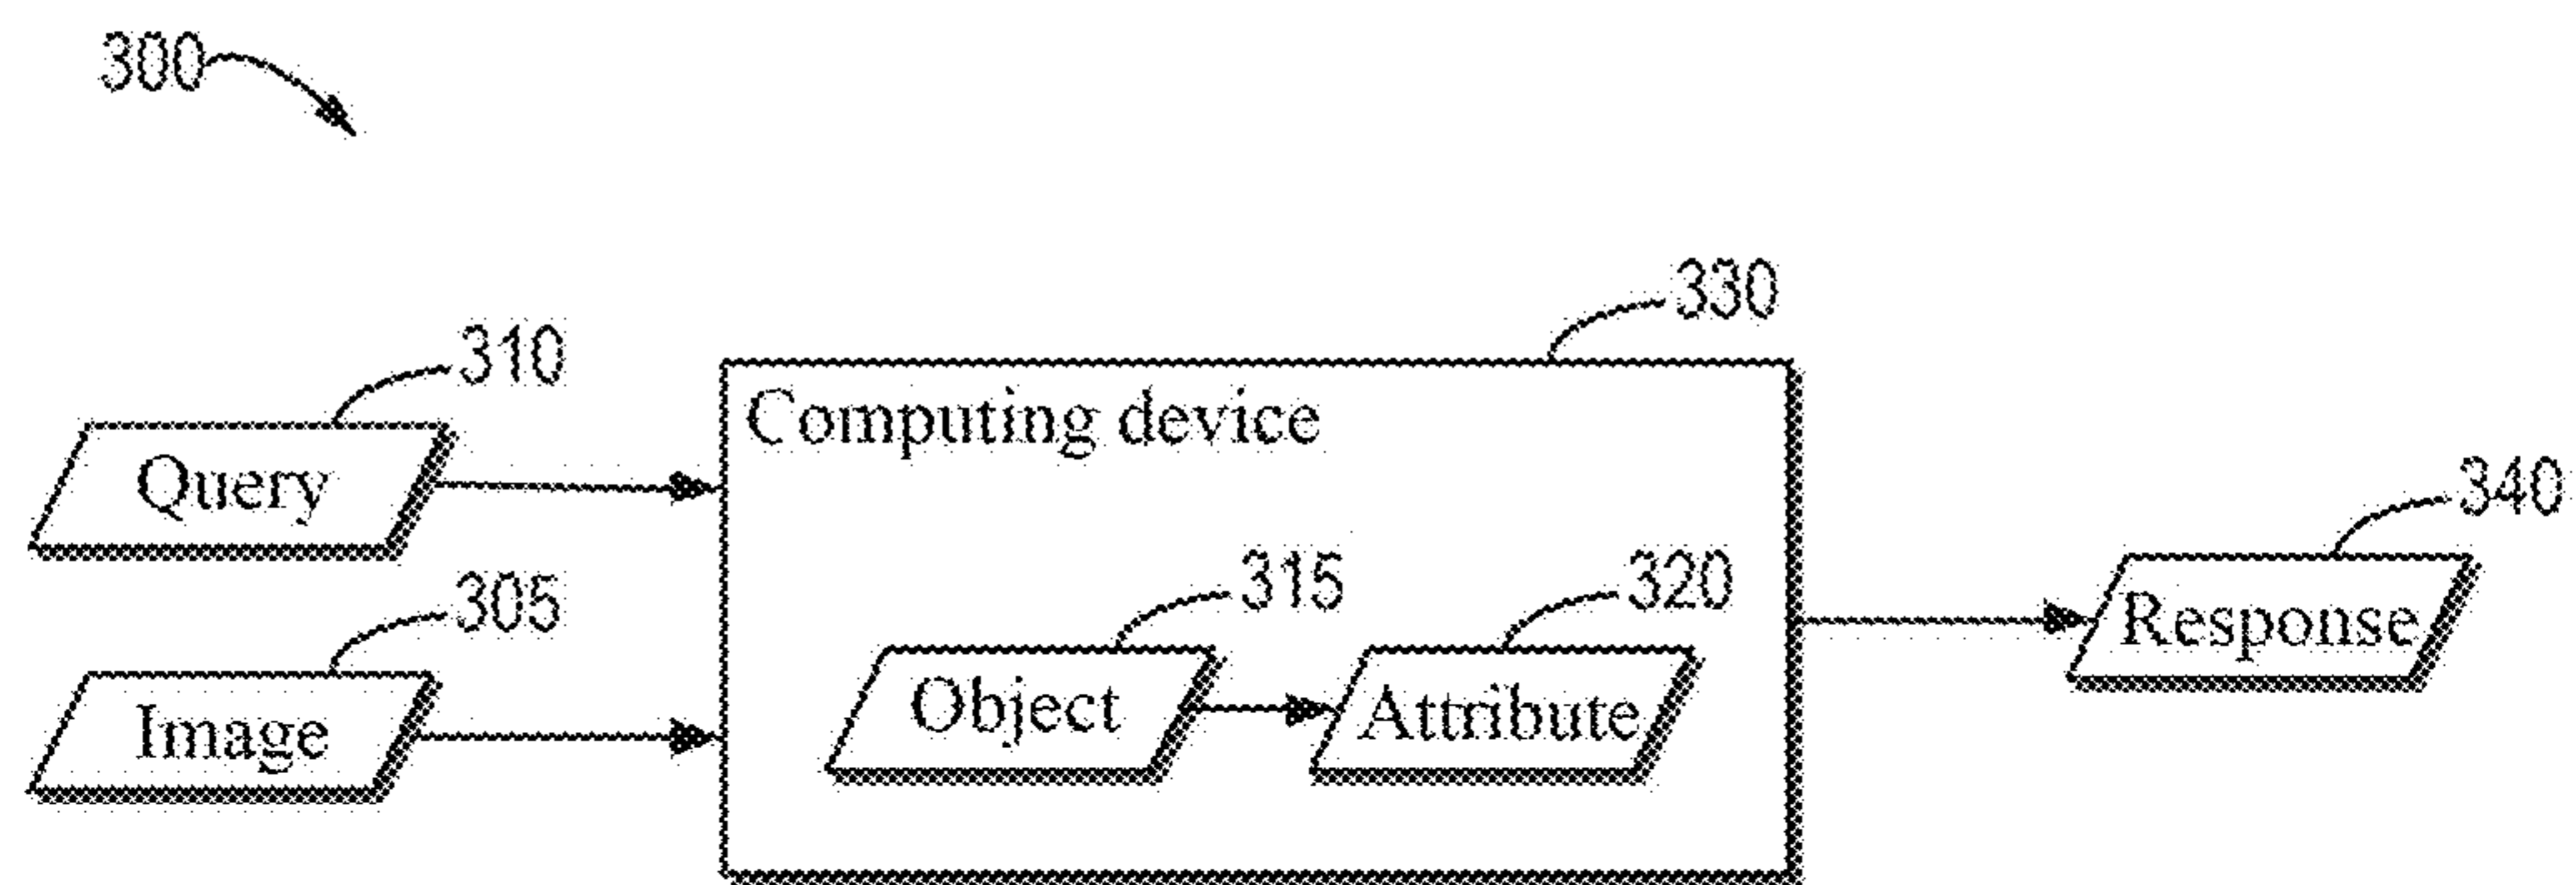 300
330
310
Computing device
Query
340
305
315
320
Response
Image
Object
Attribute